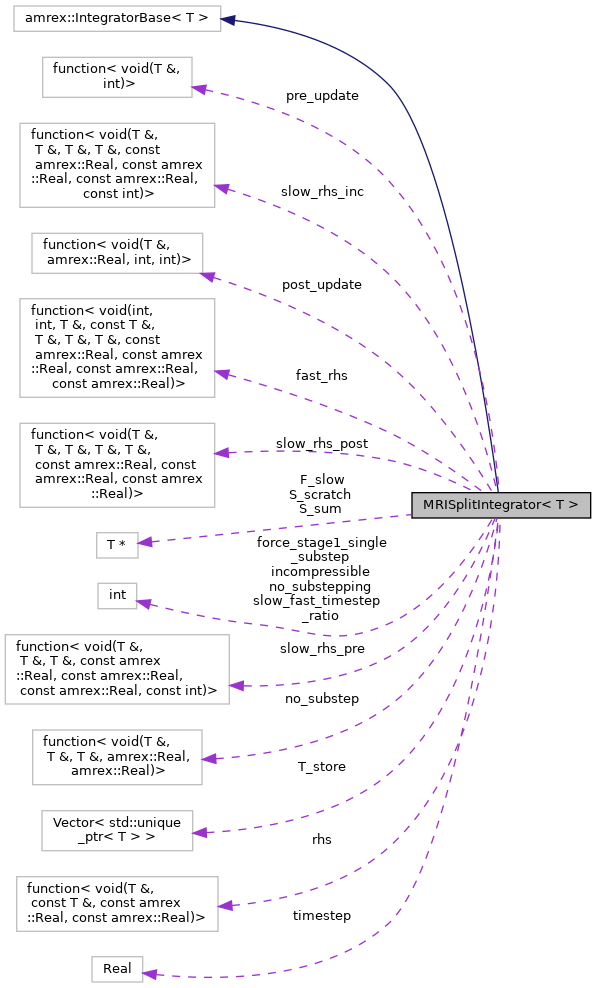 amrex::IntegratorBase< T >
function< void(T &,
int)>
pre_update
function< void(T &,
T &, T &, T &, const
amrex::Real, const amrex
::Real, const amrex::Real,
const int)>
slow_rhs_inc
function< void(T &,
amrex::Real, int, int)>
post_update
function< void(int,
int, T &, const T &,
T &, T &, T &, const
amrex::Real, const amrex
::Real, const amrex::Real,
const amrex::Real)>
fast_rhs
function< void(T &,
T &, T &, T &, T &,
const amrex::Real, const
amrex::Real, const amrex
::Real)>
slow_rhs_post
F_slow
S_scratch
S_sum
MRISplitIntegrator< T >
T *
force_stage1_single
_substep
incompressible
no_substepping
slow_fast_timestep
_ratio
int
function< void(T &,
T &, T &, const amrex
::Real, const amrex::Real,
const amrex::Real, const int)>
slow_rhs_pre
no_substep
function< void(T &,
T &, T &, amrex::Real,
amrex::Real)>
T_store
Vector< std::unique
_ptr< T > >
rhs
function< void(T &,
const T &, const amrex
::Real, const amrex::Real)>
timestep
Real